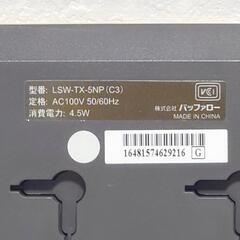 型番: LSW-TX-5NP(C3)
定格: AC100V 50/60Hz
消費電力: 4.5W
VCI
株式会社 バッファロー
MADE IN CHINA
16481574629216 G